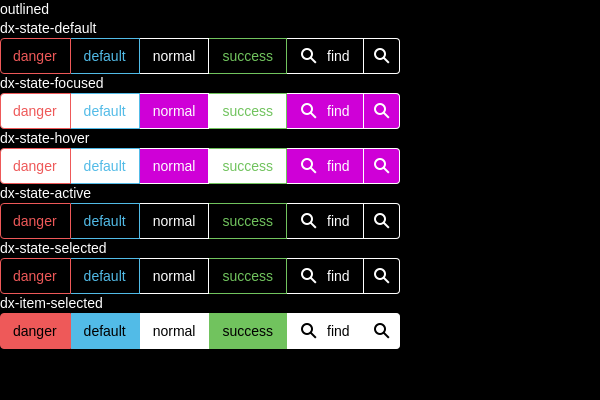 outlined
dx-state-default
danger default normal success find
dx-state-focused
danger default normal success find
dx-state-hover
danger default normal success find
dx-state-active
danger default normal success find
dx-state-selected
danger default normal success find
dx-item-selected
danger default normal success find